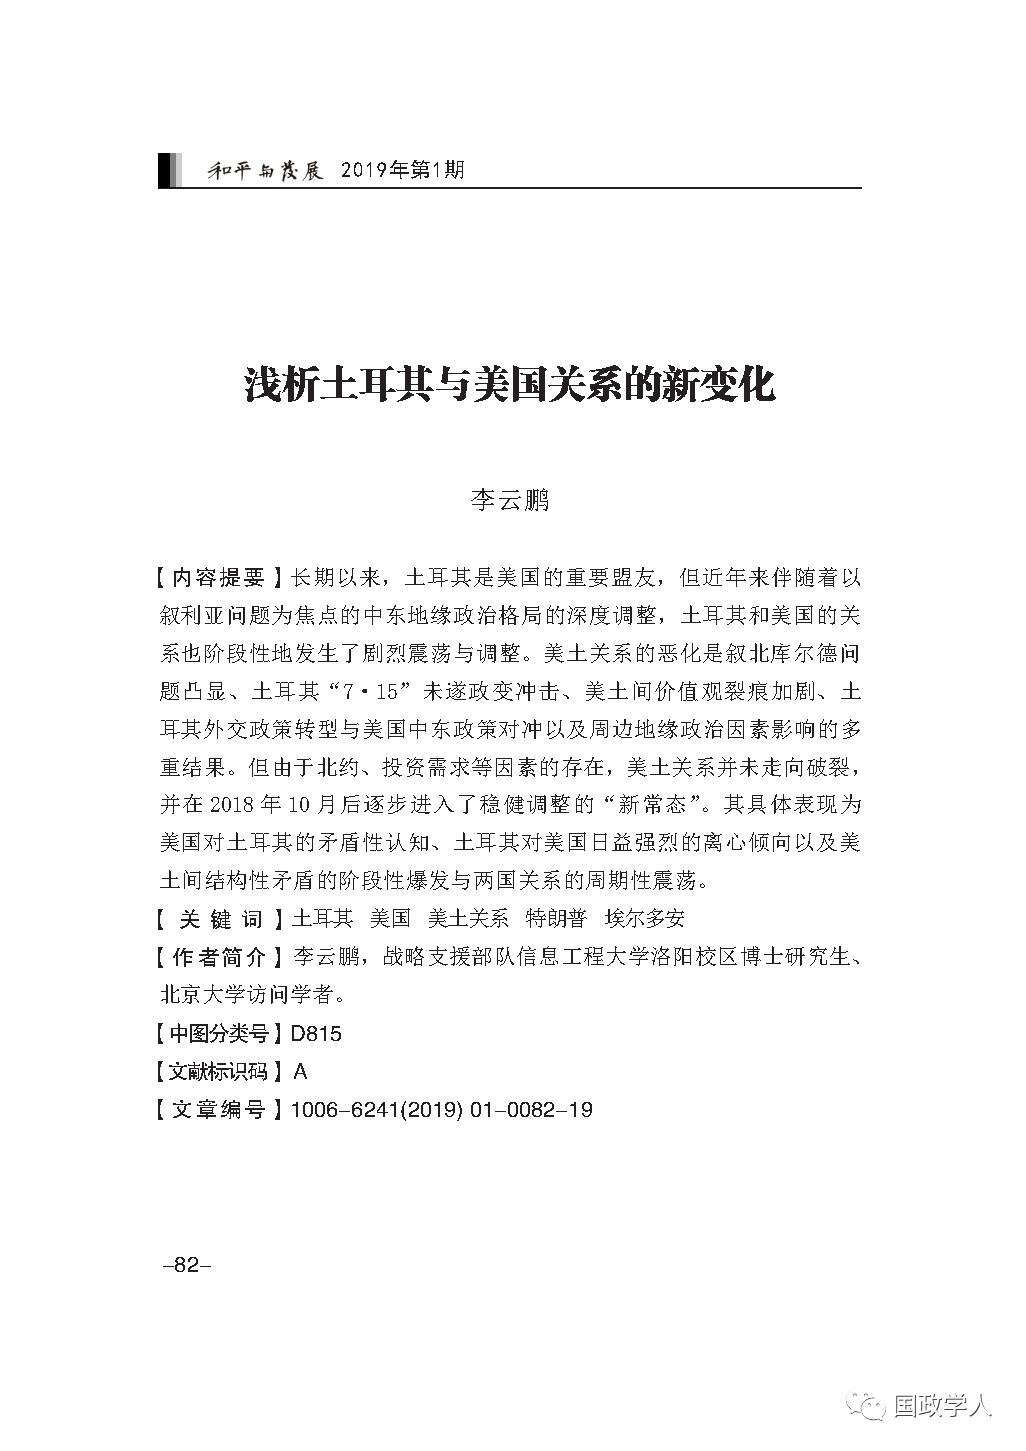 和平与发展 2019年第1期
浅析土耳其与美国关系的新变化
李云鹏
【内容提要】长期以来，土耳其是美国的重要盟友，但近年来伴随着以
叙利亚问题为焦点的中东地缘政治格局的深度调整，土耳其和美国的关
系也阶段性地发生了剧烈震荡与调整。美土关系的恶化是叙北库尔德问
题凸显、土耳其“7·15”未遂政变冲击、美土间价值观裂痕加剧、土
耳其外交政策转型与美国中东政策对冲以及周边地缘政治因素影响的多
重结果。但由于北约、投资需求等因素的存在，美土关系并未走向破裂，
并在2018年10月后逐步进入了稳健调整的“新常态”。其具体表现为
美国对土耳其的矛盾性认知、土耳其对美国日益强烈的离心倾向以及美
土间结构性矛盾的阶段性爆发与两国关系的周期性震荡。
【关键词】土耳其 美国 美土关系 特朗普 埃尔多安
【作者简介】李云鹏，战略支援部队信息工程大学洛阳校区博士研究生、
北京大学访问学者。
【中图分类号】D815
【文献标识码】A
【文章编号】1006–6241(2019) 01–0082–19
–82–
国政学人